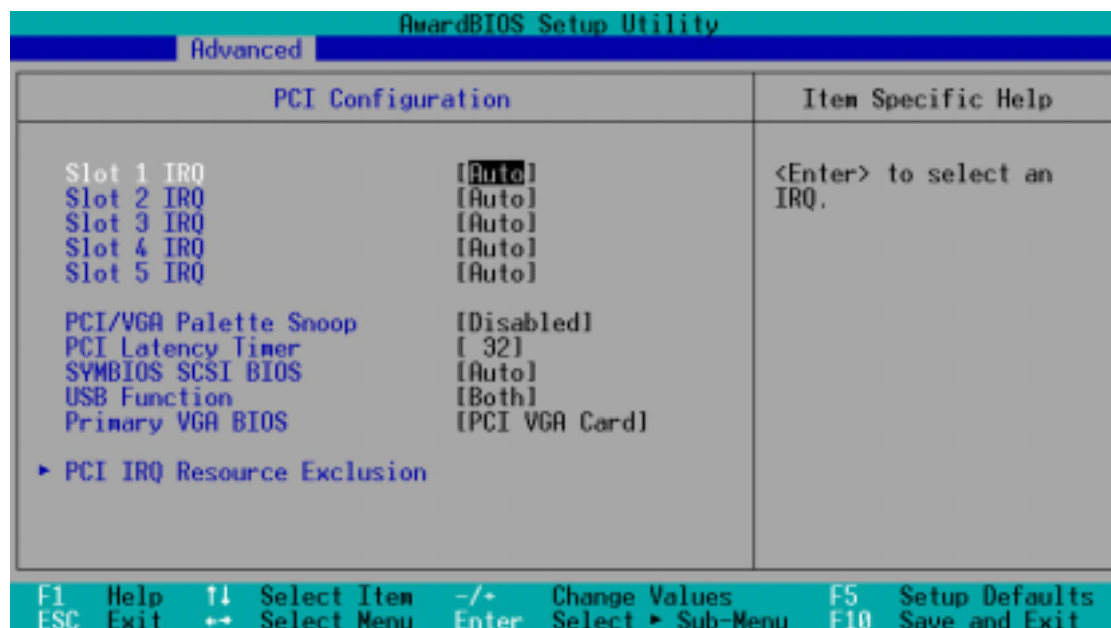 AwardBIOS Setup Utility
Advanced
PCI Configuration
Item Specific Help
Slot 1 IRQ [Auto]
Slot 2 IRQ [Auto]
Slot 3 IRQ [Auto]
Slot 4 IRQ [Auto]
Slot 5 IRQ [Auto]
<Enter> to select an
IRQ.
PCI/VGA Palette Snoop [Disabled]
PCI Latency Timer [ 32]
SYMBIOS SCSI BIOS [Auto]
USB Function [Both]
Primary VGA BIOS [PCI VGA Card]
► PCI IRQ Resource Exclusion
F1 Help ↑↓ Select Item -/+ Change Values F5 Setup Defaults
ESC Exit ←→ Select Menu Enter Select ► Sub-Menu F10 Save and Exit